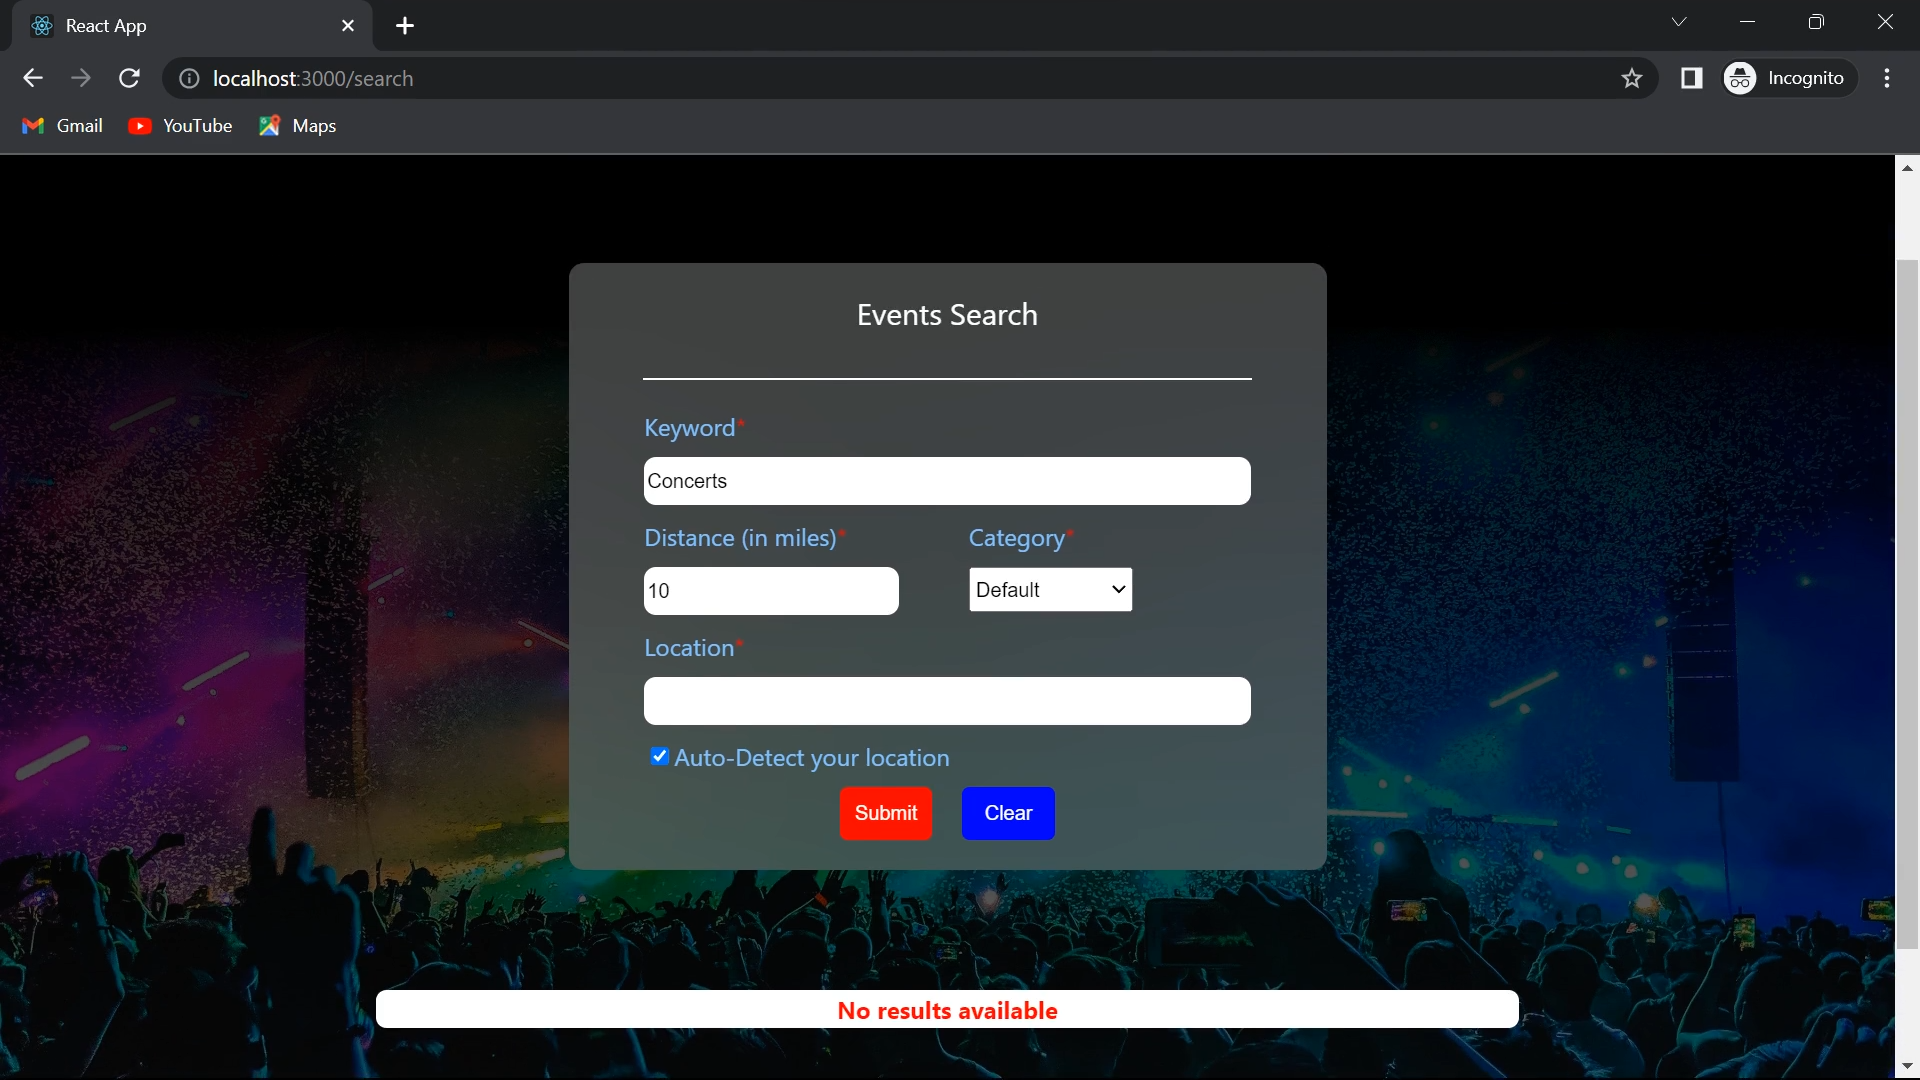 React App
localhost:3000/search
Incognito
Gmail
YouTube
Maps
Events Search
Keyword*
Concerts
Distance (in miles)*
Category*
10
Default
Location*
Auto-Detect your location
Submit
Clear
No results available